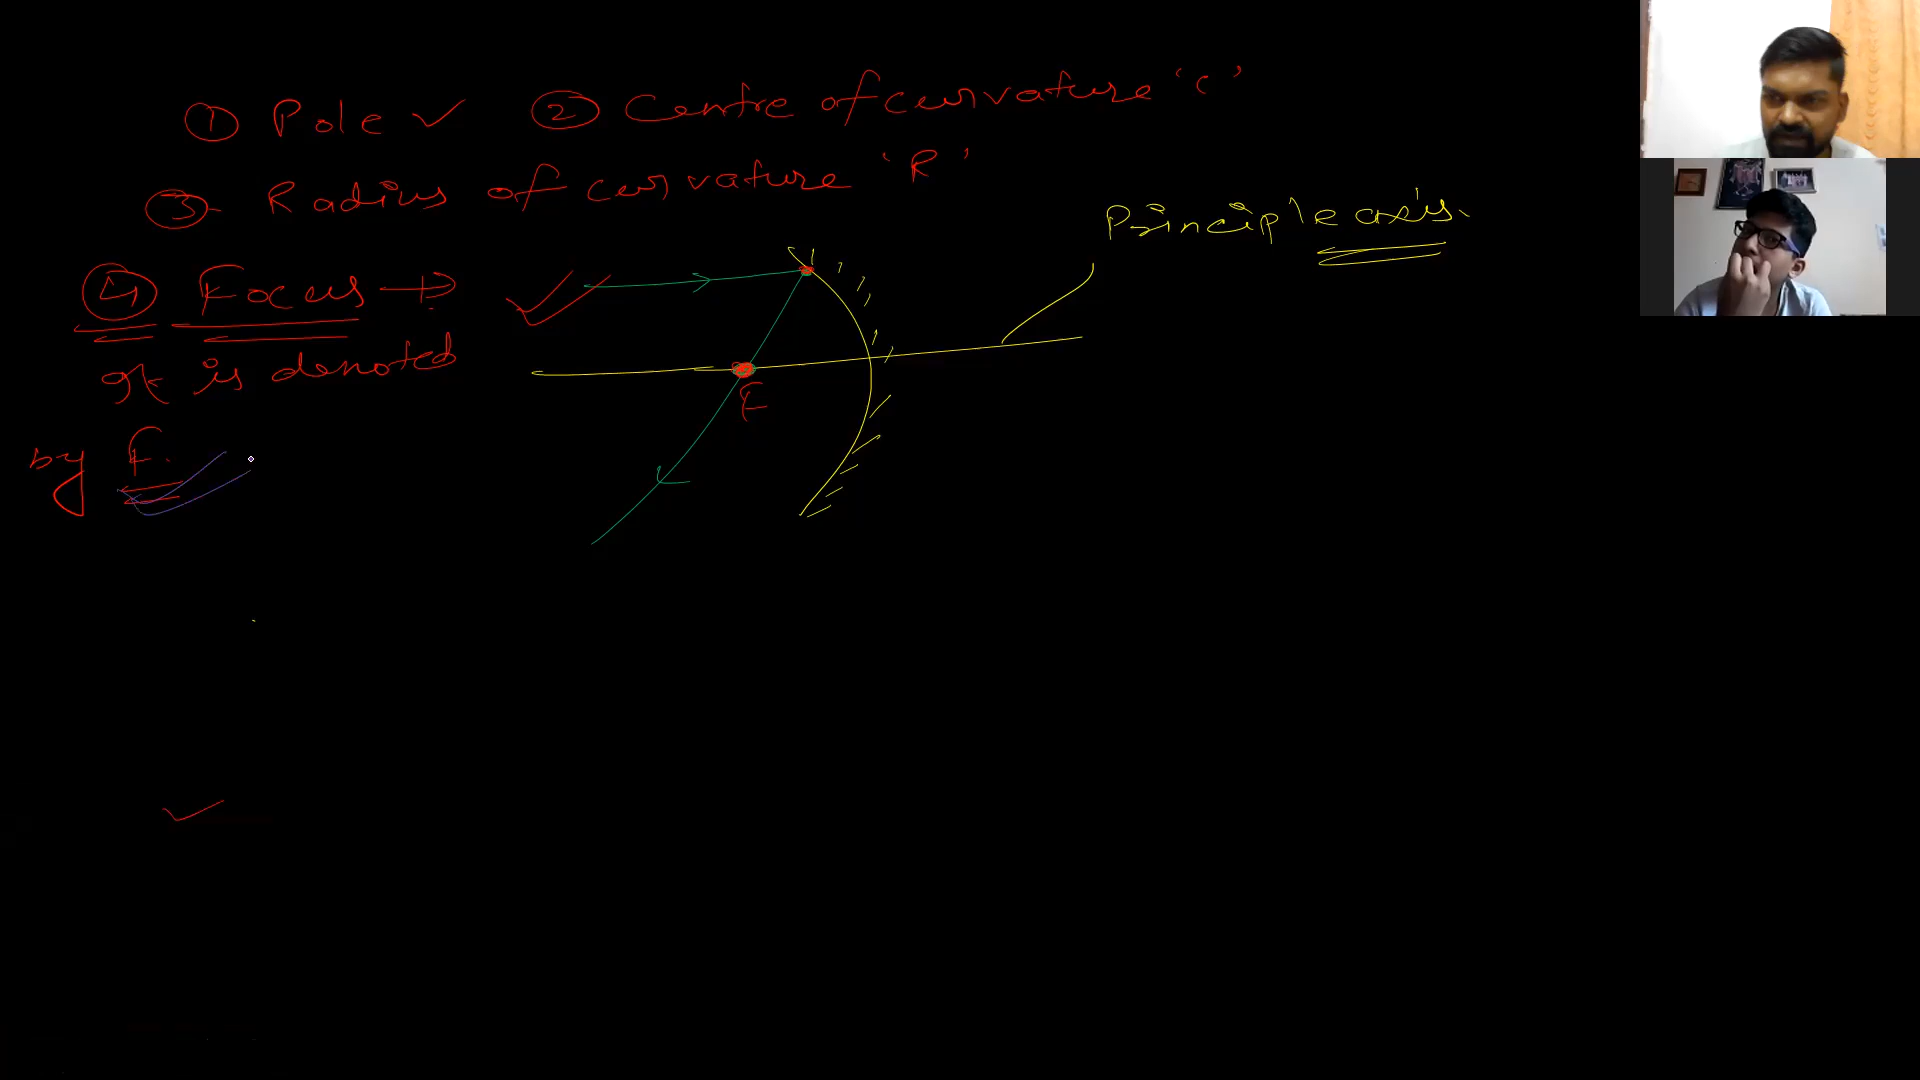 ① Pole ✓ ② Centre of curvature 'C'
③ Radius of curvature 'R'
Principle axis.
④ Focus →
It is denoted
F
by F.